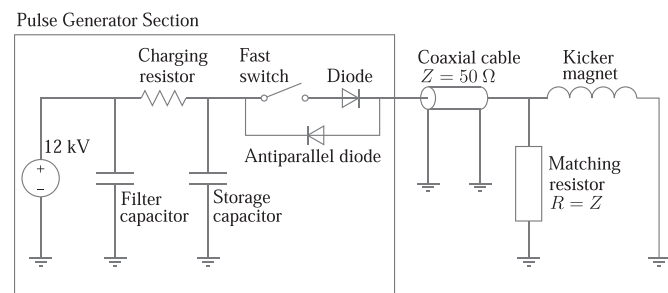 Pulse Generator Section
Charging
resistor
Fast
switch
Diode
Coaxial cable
Z = 50 Ω
Kicker
magnet
12 kV
+
−
Antiparallel diode
Filter
capacitor
Storage
capacitor
Matching
resistor
R = Z